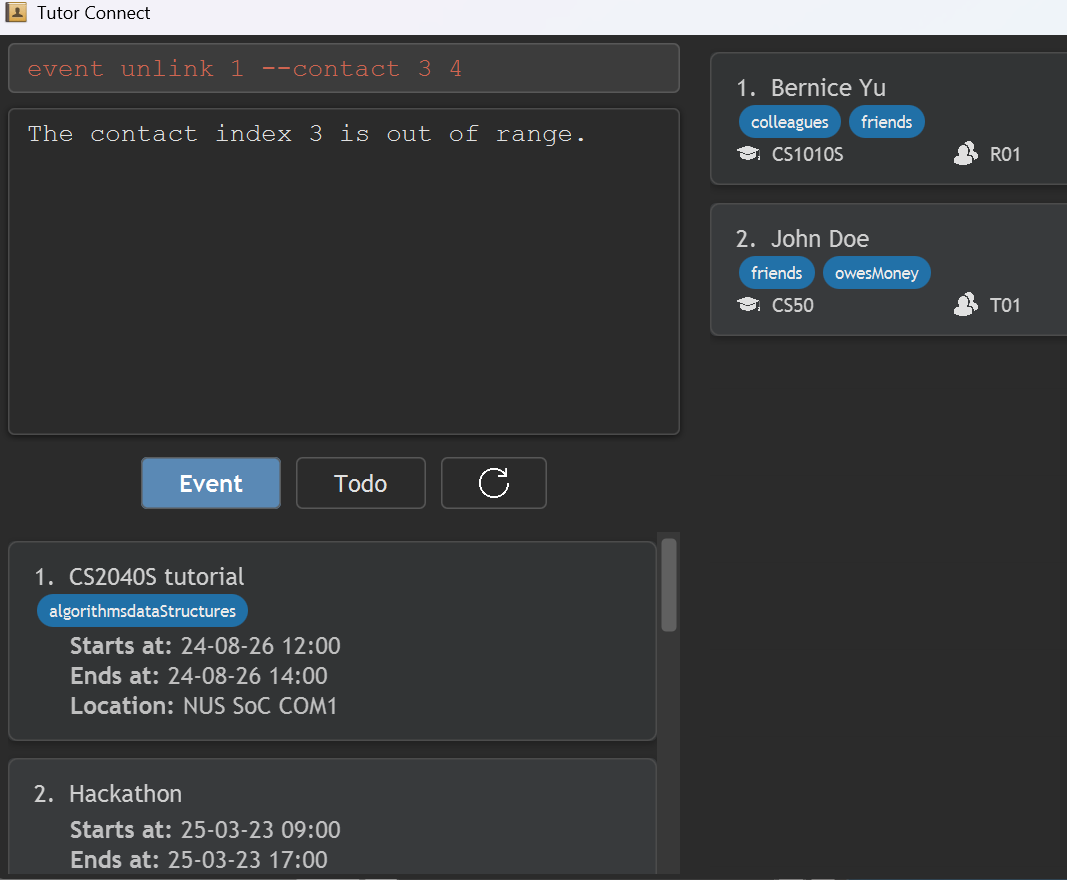 Tutor Connect
event unlink 1 --contact 3 4
The contact index 3 is out of range.
Event
Todo
1. CS2040S tutorial
algorithmsdataStructures
Starts at: 24-08-26 12:00
Ends at: 24-08-26 14:00
Location: NUS SoC COM1
2. Hackathon
Starts at: 25-03-23 09:00
Ends at: 25-03-23 17:00
1. Bernice Yu
colleagues friends
CS1010S R01
2. John Doe
friends owesMoney
CS50 T01